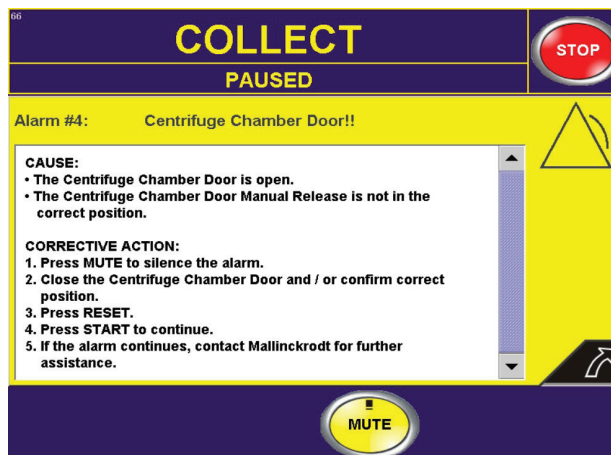 66
COLLECT
STOP
PAUSED
Alarm #4: Centrifuge Chamber Door!!
CAUSE:
• The Centrifuge Chamber Door is open.
• The Centrifuge Chamber Door Manual Release is not in the
correct position.
CORRECTIVE ACTION:
1. Press MUTE to silence the alarm.
2. Close the Centrifuge Chamber Door and / or confirm correct
position.
3. Press RESET.
4. Press START to continue.
5. If the alarm continues, contact Mallinckrodt for further
assistance.
MUTE